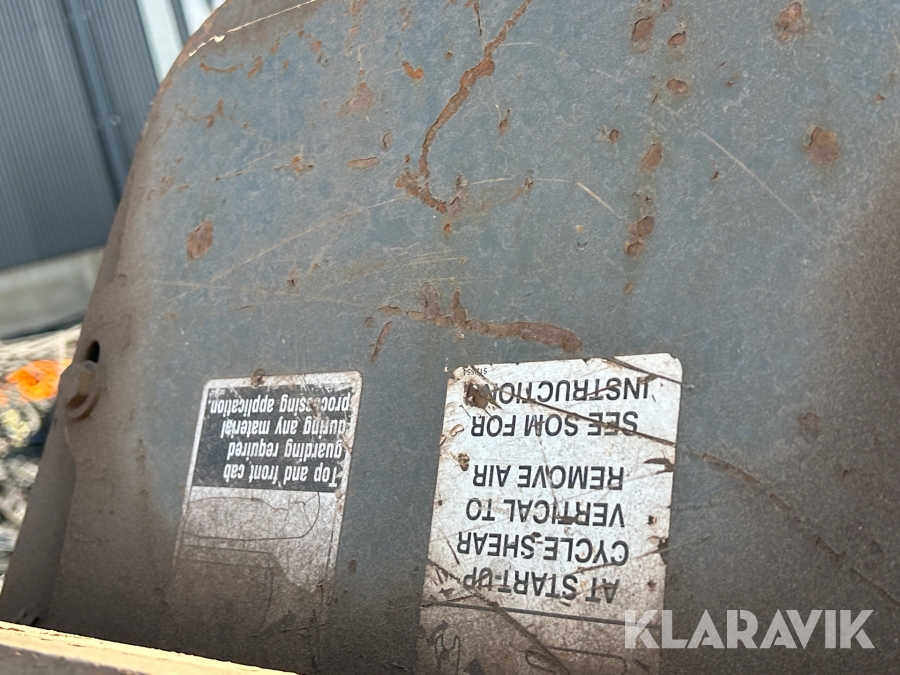 Top and front cab
guarding required
during any material
processing application.
AT START-UP
CYCLE SHEAR
VERTICAL TO
REMOVE AIR
SEE SOM FOR
INSTRUCTION
KLARAVIK